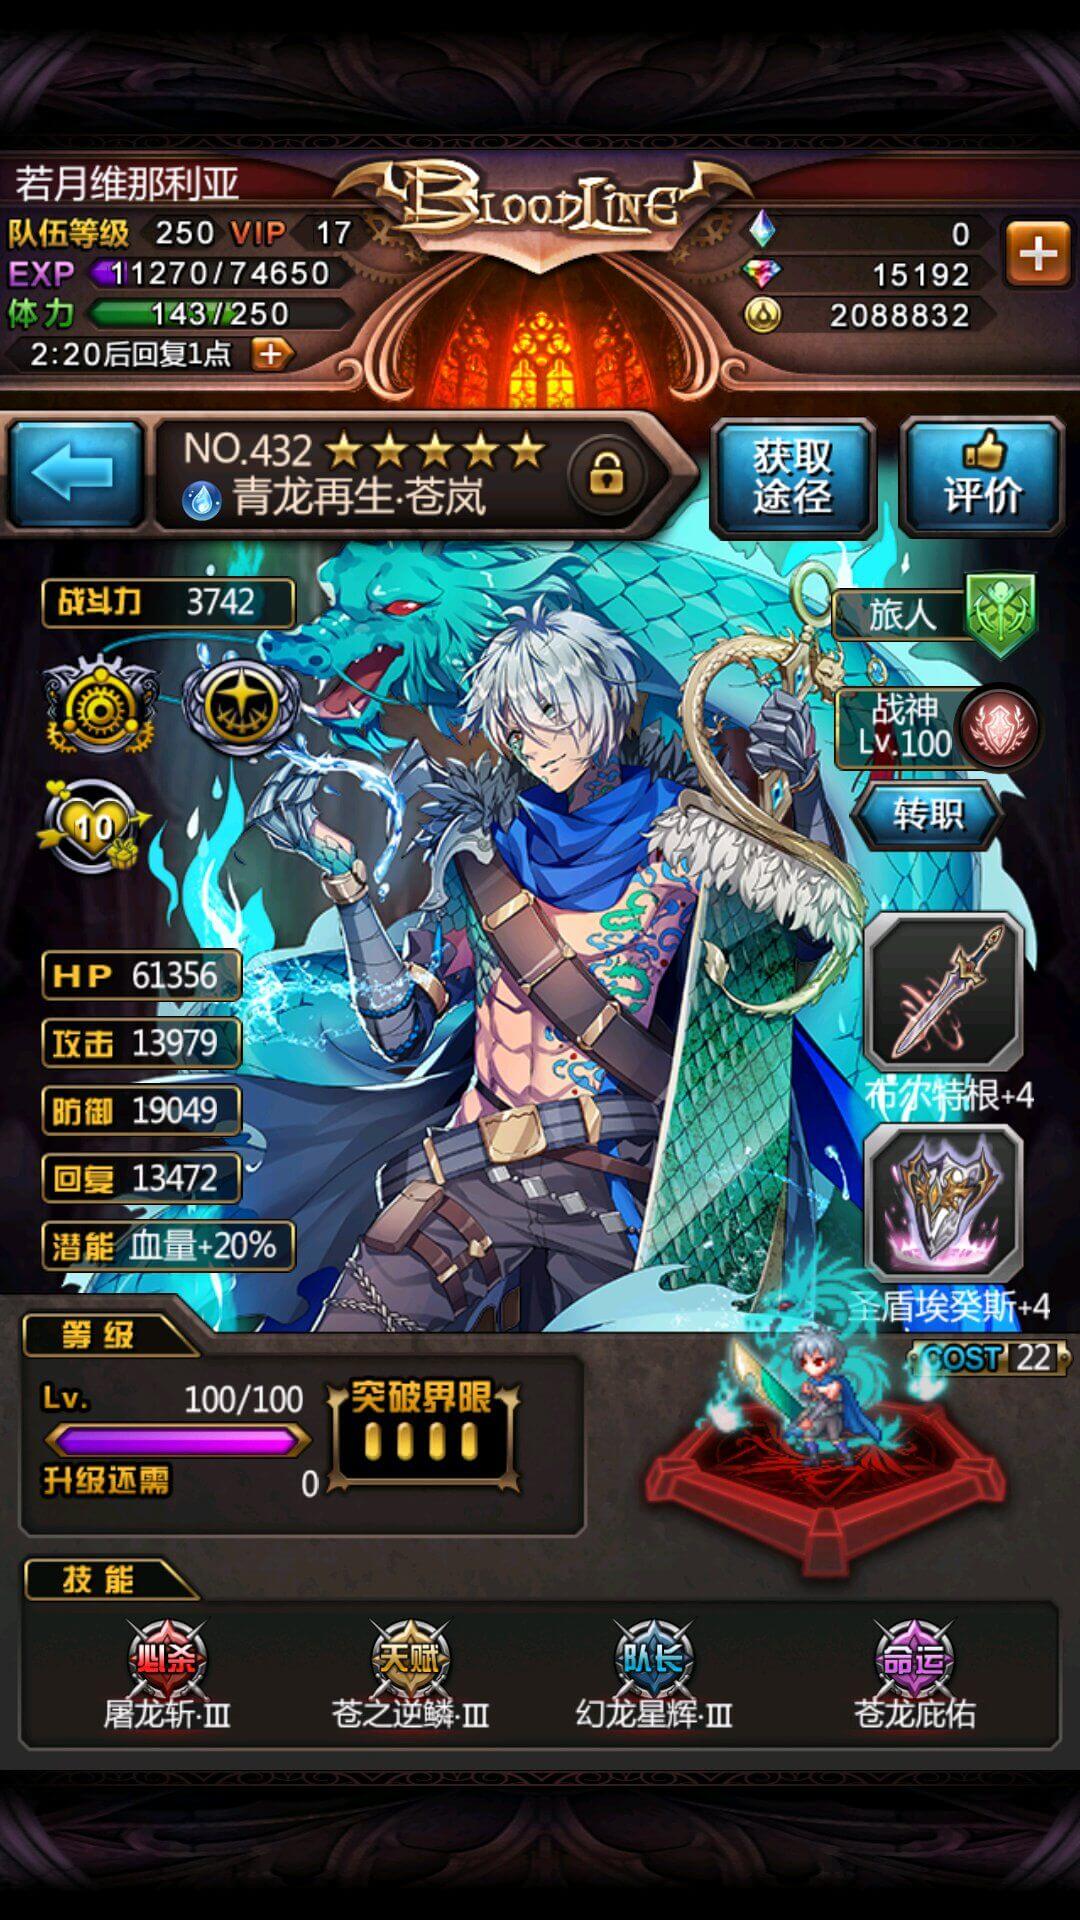 若月维那利亚
BLOODLINE
队伍等级 250 VIP 17
0
EXP 11270/74650
15192
体力 143/250
2088832
2:20后回复1点
NO.432
青龙再生·苍岚
获取
途径
评价
战斗力 3742
旅人
战神
Lv.100
转职
10
HP 61356
攻击 13979
防御 19049
回复 13472
潜能 血量+20%
布尔特根+4
圣盾埃癸斯+4
COST 22
等级
Lv. 100/100
突破界限
升级还需 0
技能
必杀 天赋 队长 命运
屠龙斩·III 苍之逆鳞·III 幻龙星辉·III 苍龙庇佑